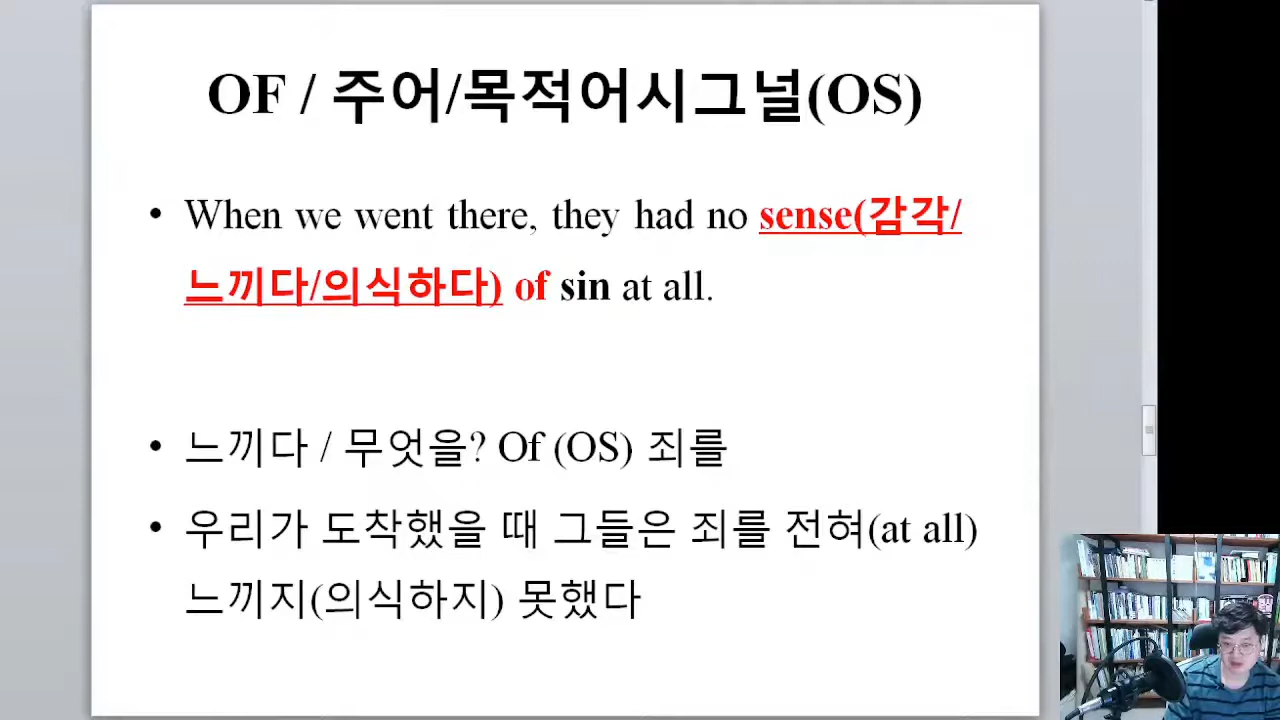 OF / 주어/목적어시그널(OS)
• When we went there, they had no sense(감각/
느끼다/의식하다) of sin at all.
• 느끼다 / 무엇을? Of (OS) 죄를
• 우리가 도착했을 때 그들은 죄를 전혀(at all)
느끼지(의식하지) 못했다